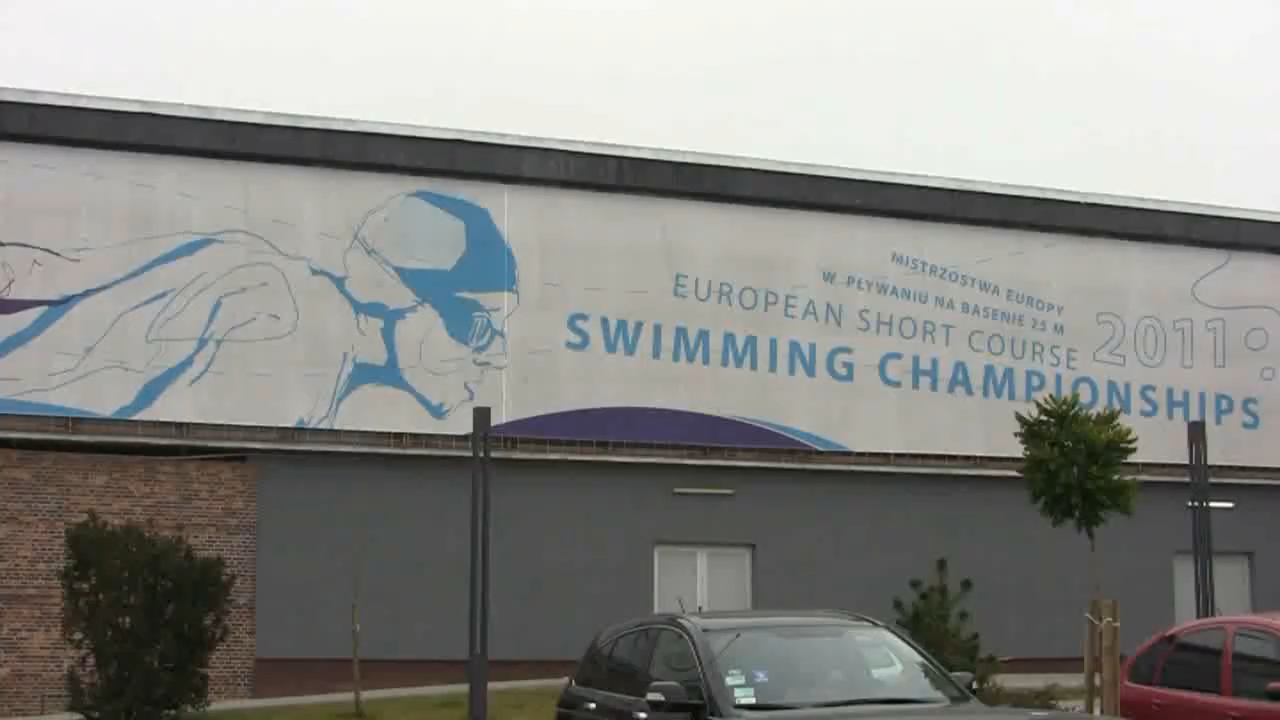 MISTRZOSTWA EUROPY
W PŁYWANIU NA BASENIE 25 M
EUROPEAN SHORT COURSE 2011
SWIMMING CHAMPIONSHIPS